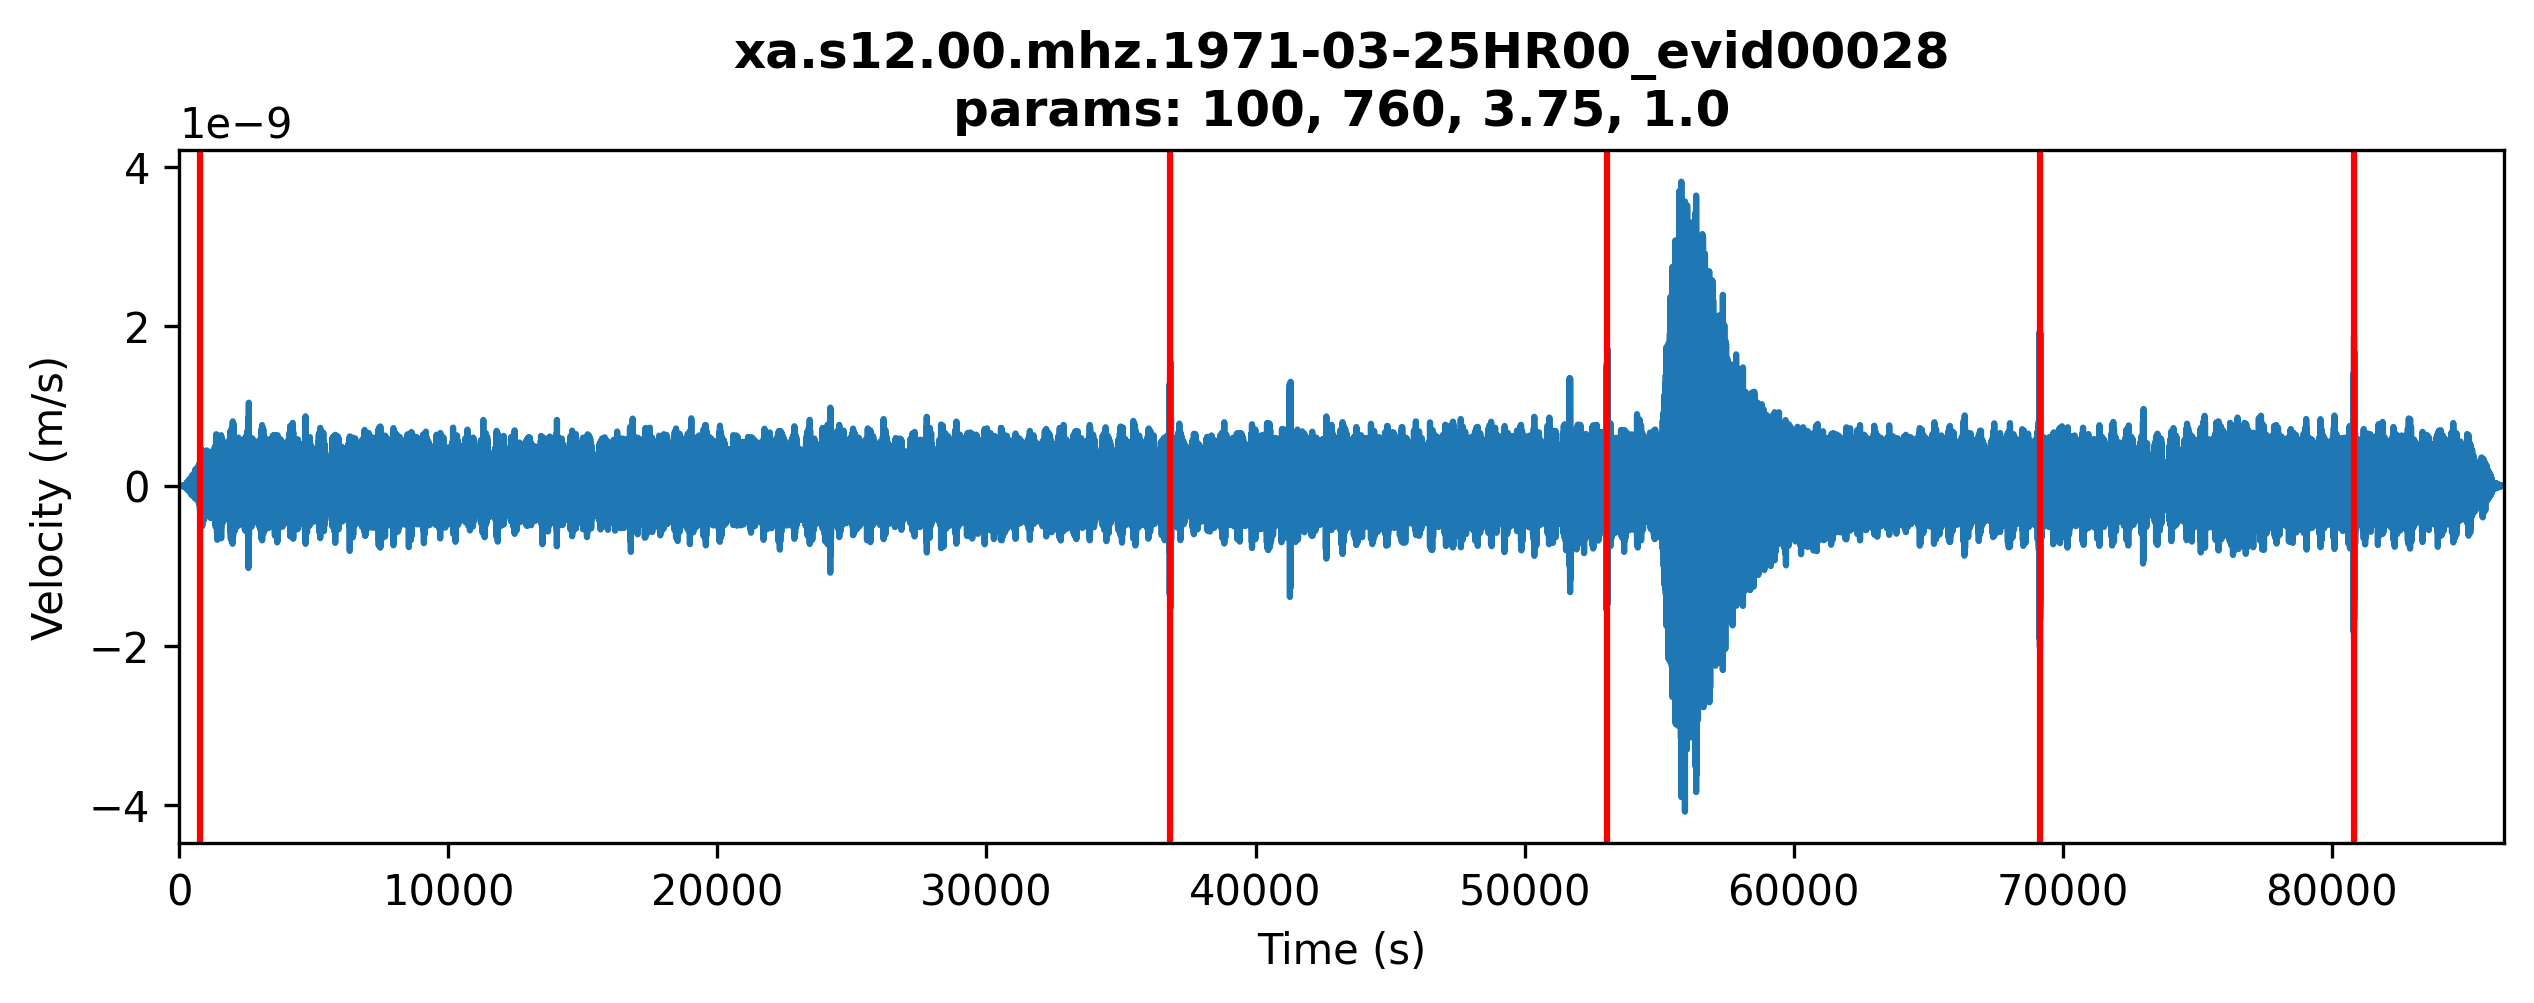 xa.s12.00.mhz.1971-03-25HR00_evid00028
params: 100, 760, 3.75, 1.0
1e−9
4
2
0
−2
−4
Velocity (m/s)
0 10000 20000 30000 40000 50000 60000 70000 80000
Time (s)